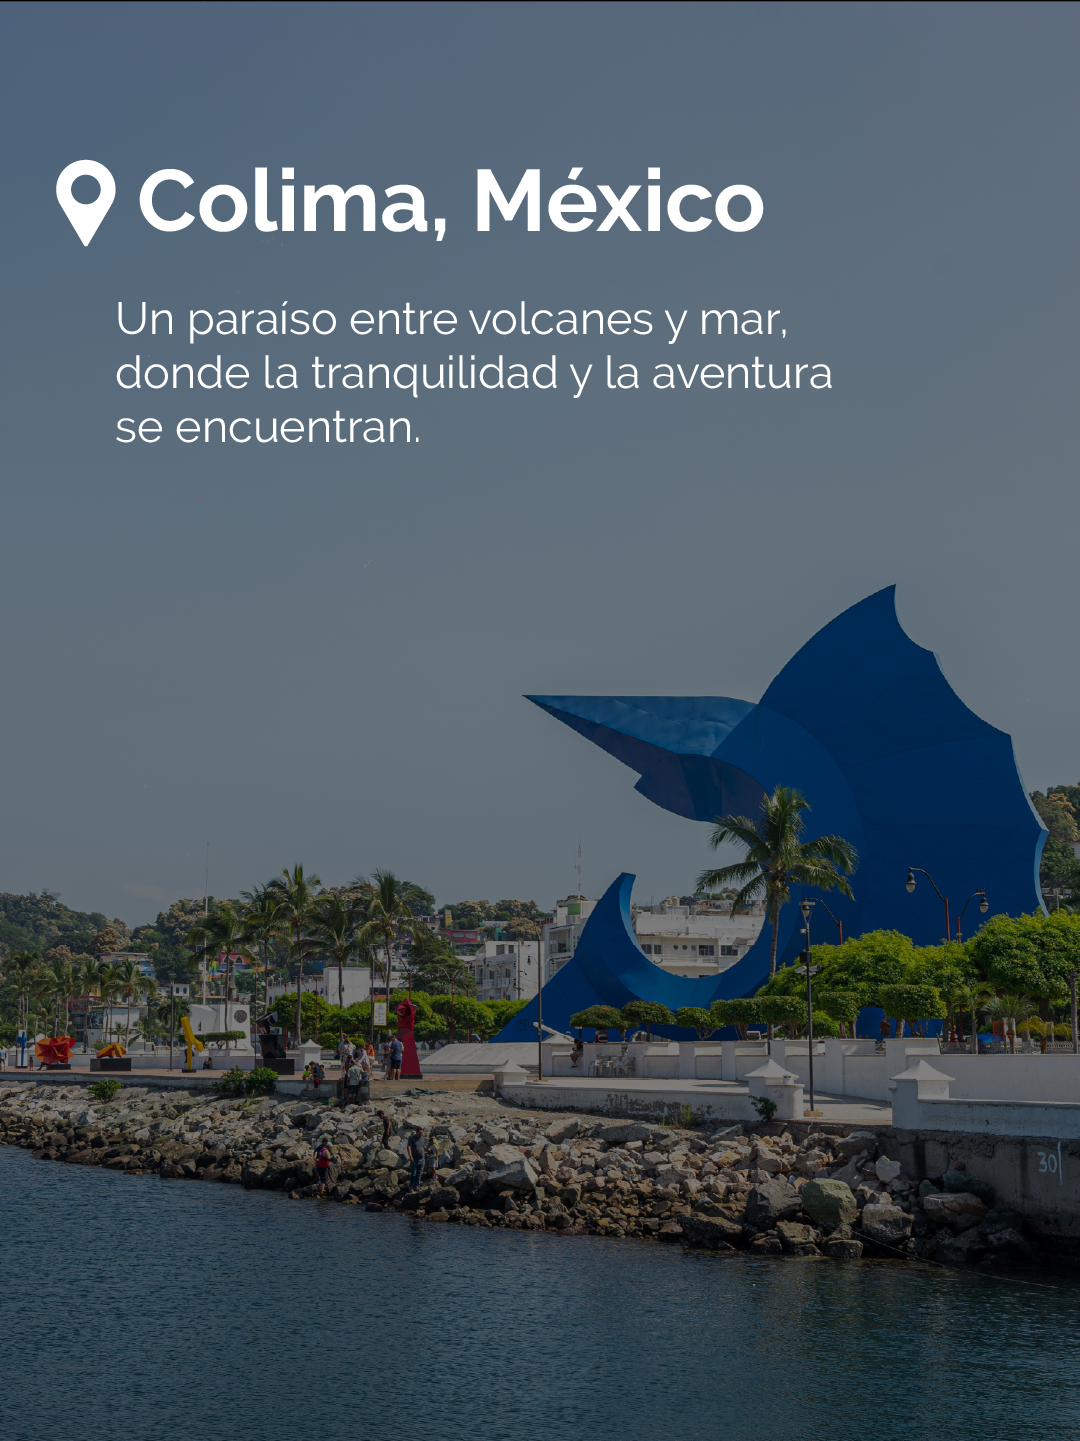 Colima, México
Un paraíso entre volcanes y mar,
donde la tranquilidad y la aventura
se encuentran.
30